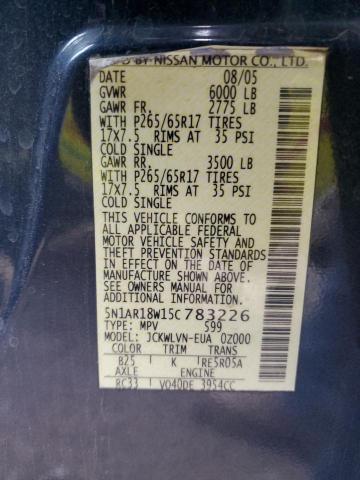 BY NISSAN MOTOR CO., LTD.
DATE 08/05
GVWR 6000 LB
GAWR FR. 2775 LB
WITH P265/65R17 TIRES
17X7.5 RIMS AT 35 PSI
COLD SINGLE
GAWR RR. 3500 LB
WITH P265/65R17 TIRES
17X7.5 RIMS AT 35 PSI
COLD SINGLE
THIS VEHICLE CONFORMS TO
ALL APPLICABLE FEDERAL
MOTOR VEHICLE SAFETY AND
THEFT PREVENTION STANDARDS
IN EFFECT ON THE DATE OF
MANUFACTURE SHOWN ABOVE.
SEE OWNERS MANUAL FOR
ADDITIONAL INFORMATION
5N1AR18W15C783226
TYPE: MPV 599
MODEL: JCKWLVN-EUA 0Z000
COLOR TRIM TRANS
B25 K RE5R05A
AXLE ENGINE
RC33 VQ40DE 3954CC